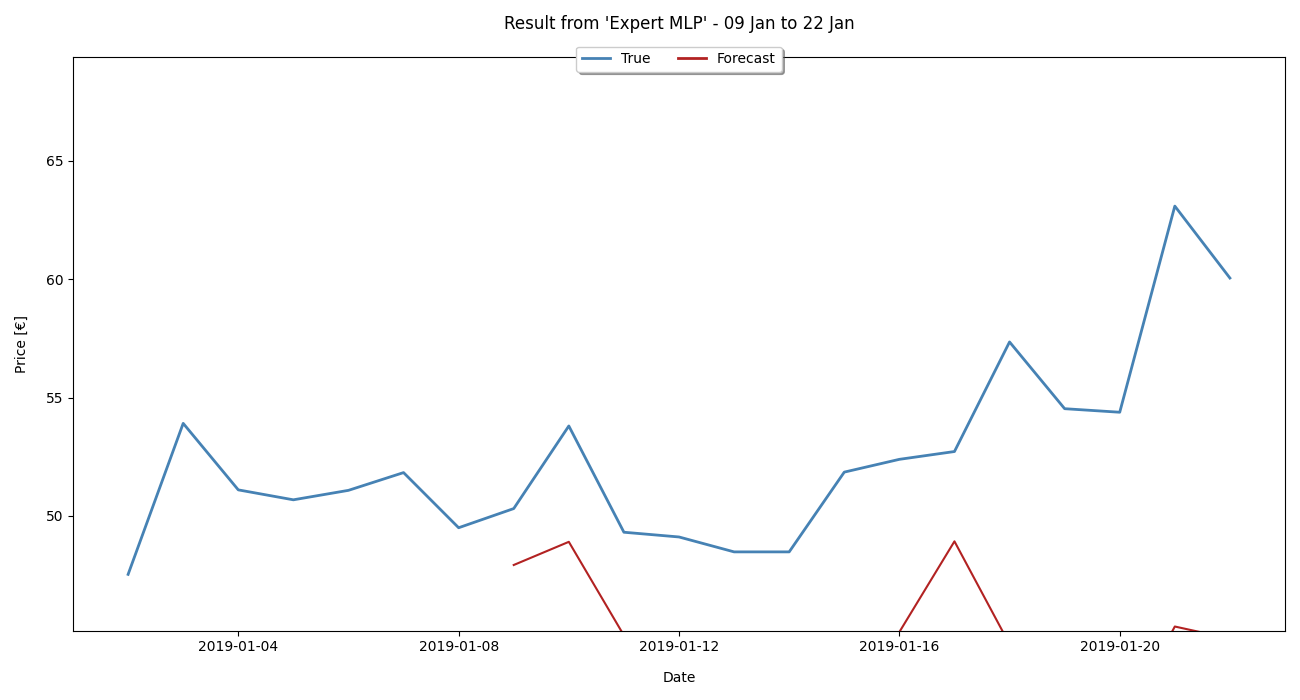 Result from 'Expert MLP' - 09 Jan to 22 Jan
True Forecast
65
60
55
50
Price [€]
2019-01-04 2019-01-08 2019-01-12 2019-01-16 2019-01-20
Date